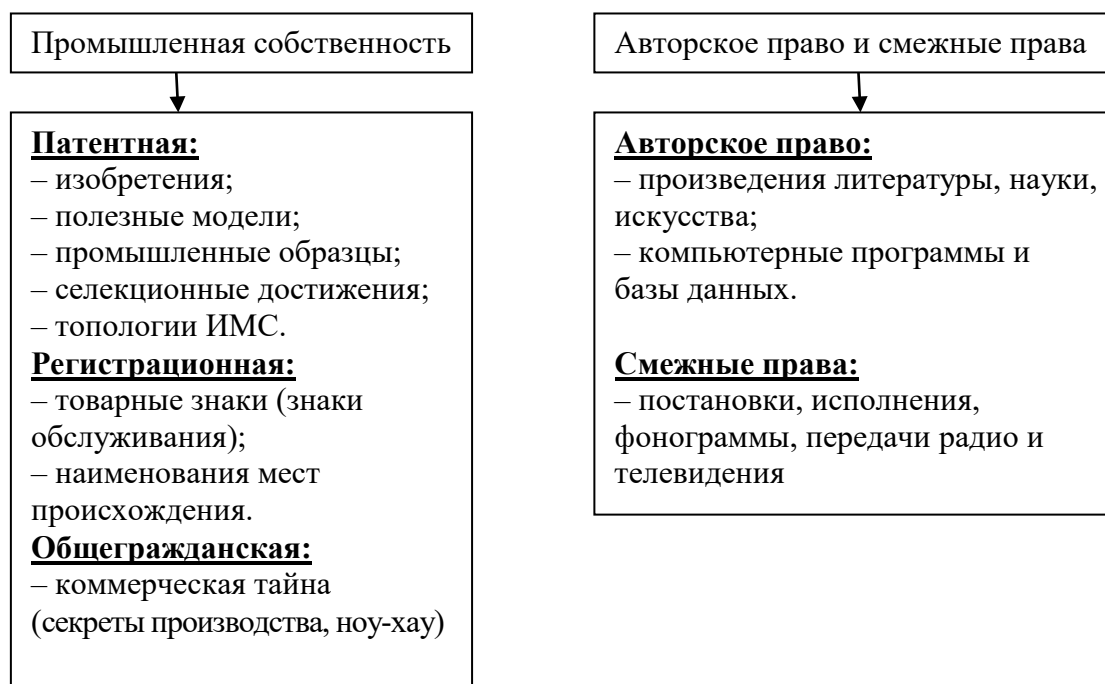 Промышленная собственность
Патентная:
– изобретения;
– полезные модели;
– промышленные образцы;
– селекционные достижения;
– топологии ИМС.
Регистрационная:
– товарные знаки (знаки
обслуживания);
– наименования мест
происхождения.
Общегражданская:
– коммерческая тайна
(секреты производства, ноу-хау)
Авторское право и смежные права
Авторское право:
– произведения литературы, науки,
искусства;
– компьютерные программы и
базы данных.
Смежные права:
– постановки, исполнения,
фонограммы, передачи радио и
телевидения